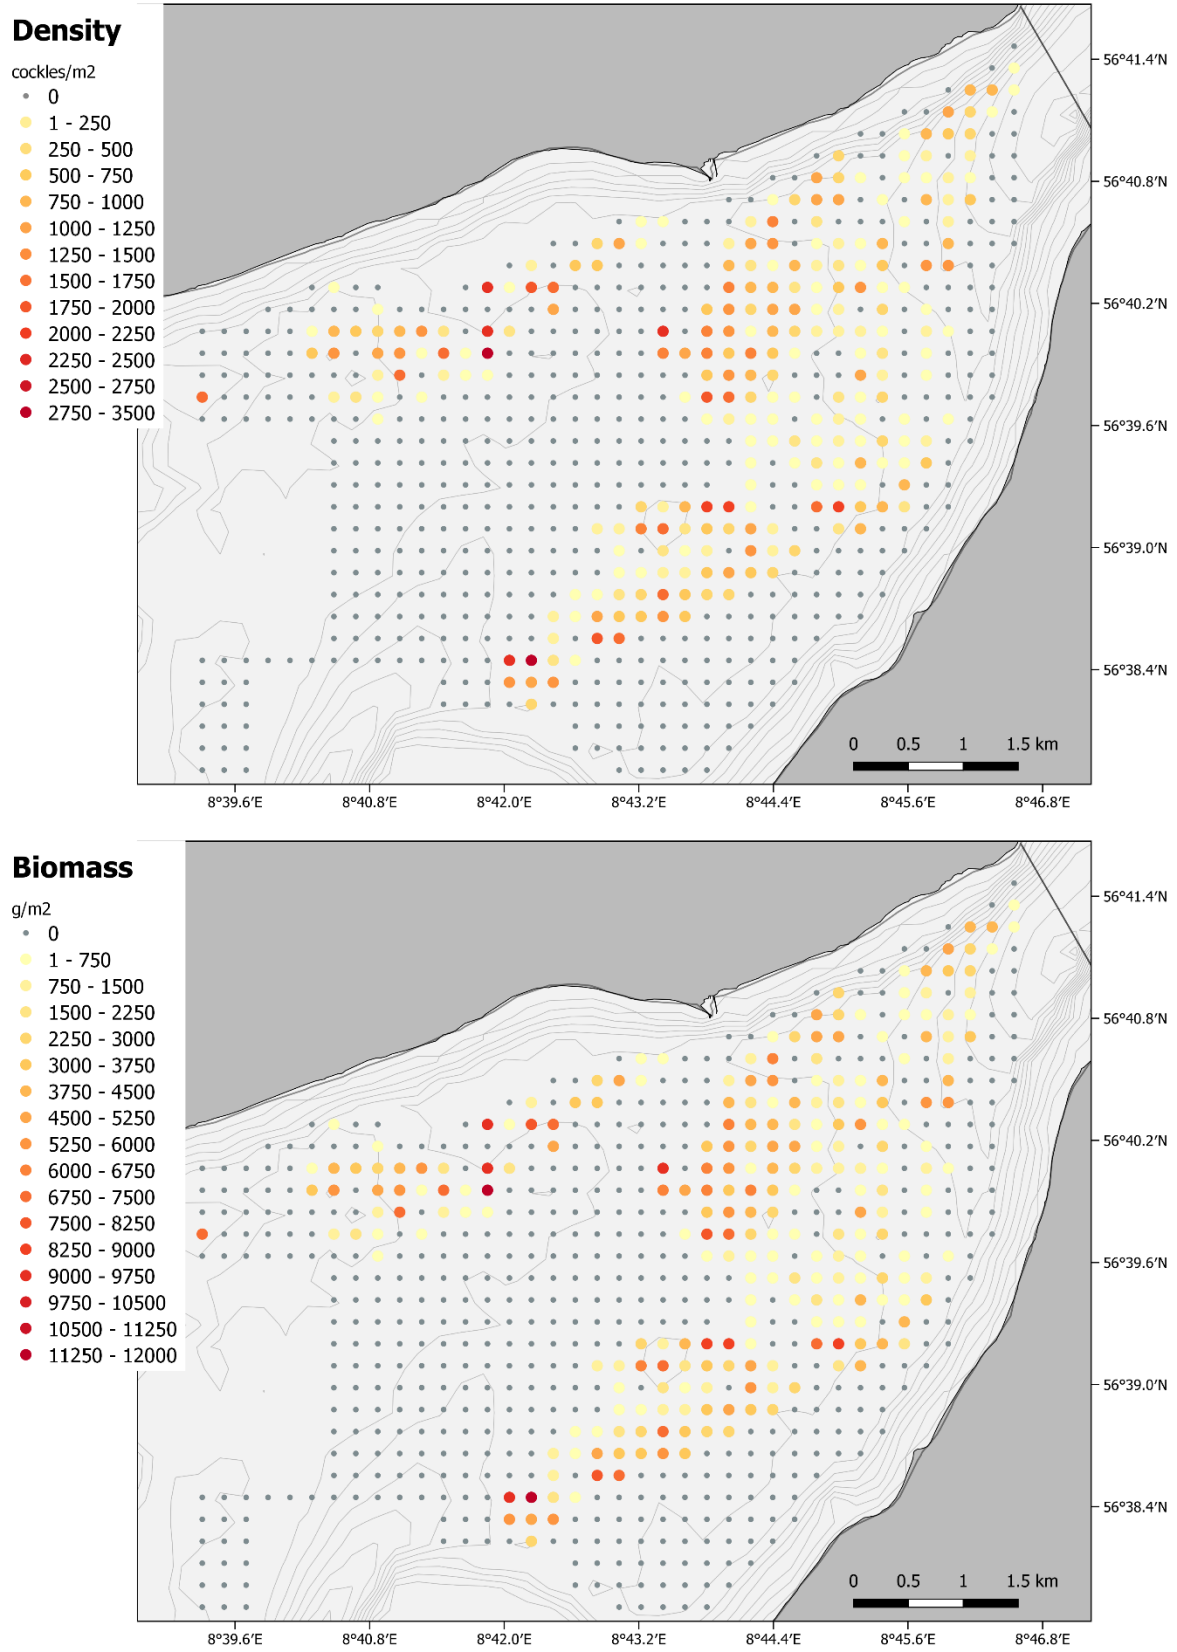 Density
cockles/m2
0
1 - 250
250 - 500
500 - 750
750 - 1000
1000 - 1250
1250 - 1500
1500 - 1750
1750 - 2000
2000 - 2250
2250 - 2500
2500 - 2750
2750 - 3500
56°41.4′N
56°40.8′N
56°40.2′N
56°39.6′N
56°39.0′N
56°38.4′N
0 0.5 1 1.5 km
8°39.6′E 8°40.8′E 8°42.0′E 8°43.2′E 8°44.4′E 8°45.6′E 8°46.8′E
Biomass
g/m2
0
1 - 750
750 - 1500
1500 - 2250
2250 - 3000
3000 - 3750
3750 - 4500
4500 - 5250
5250 - 6000
6000 - 6750
6750 - 7500
7500 - 8250
8250 - 9000
9000 - 9750
9750 - 10500
10500 - 11250
11250 - 12000
56°41.4′N
56°40.8′N
56°40.2′N
56°39.6′N
56°39.0′N
56°38.4′N
0 0.5 1 1.5 km
8°39.6′E 8°40.8′E 8°42.0′E 8°43.2′E 8°44.4′E 8°45.6′E 8°46.8′E